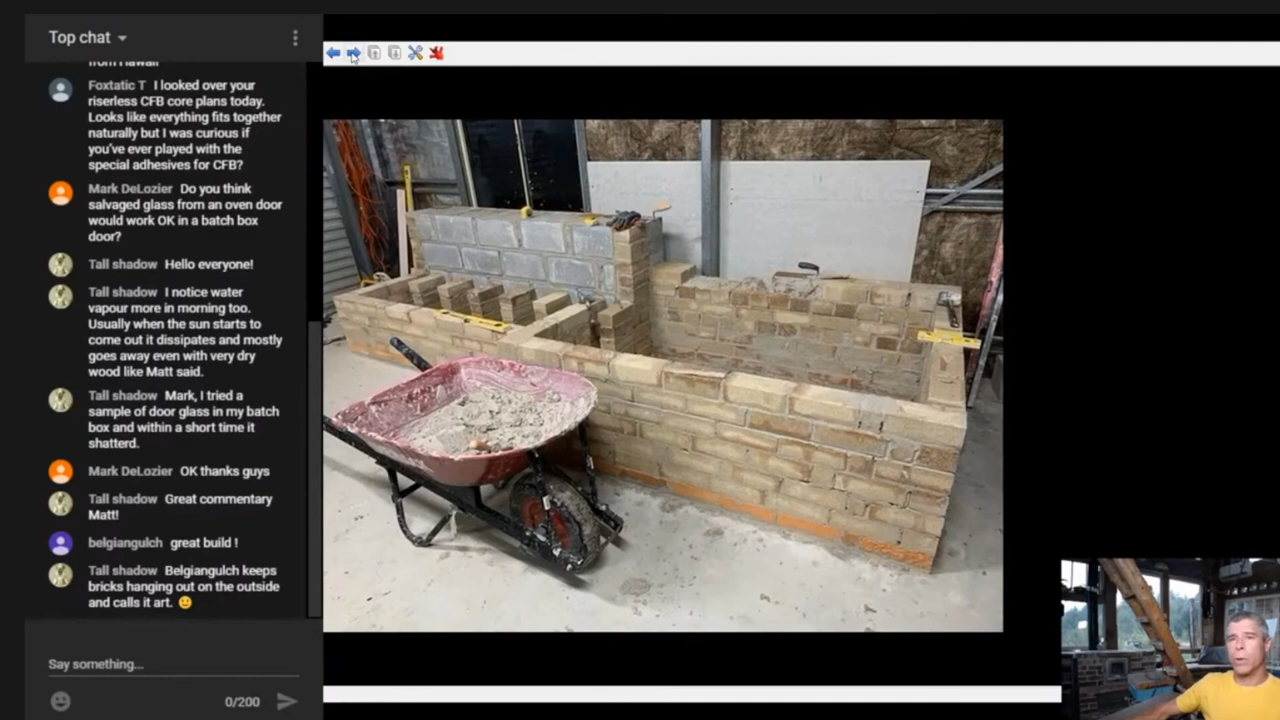 Top chat
from Hawaii
Foxtatic T I looked over your
riserless CFB core plans today.
Looks like everything fits together
naturally but I was curious if
you've ever played with the
special adhesives for CFB?
Mark DeLozier Do you think
salvaged glass from an oven door
would work OK in a batch box
door?
Tall shadow Hello everyone!
Tall shadow I notice water
vapour more in morning too.
Usually when the sun starts to
come out it dissipates and mostly
goes away even with very dry
wood like Matt said.
Tall shadow Mark, I tried a
sample of door glass in my batch
box and within a short time it
shatterd.
Mark DeLozier OK thanks guys
Tall shadow Great commentary
Matt!
belgiangulch great build !
Tall shadow Belgiangulch keeps
bricks hanging out on the outside
and calls it art.
Say something...
0/200